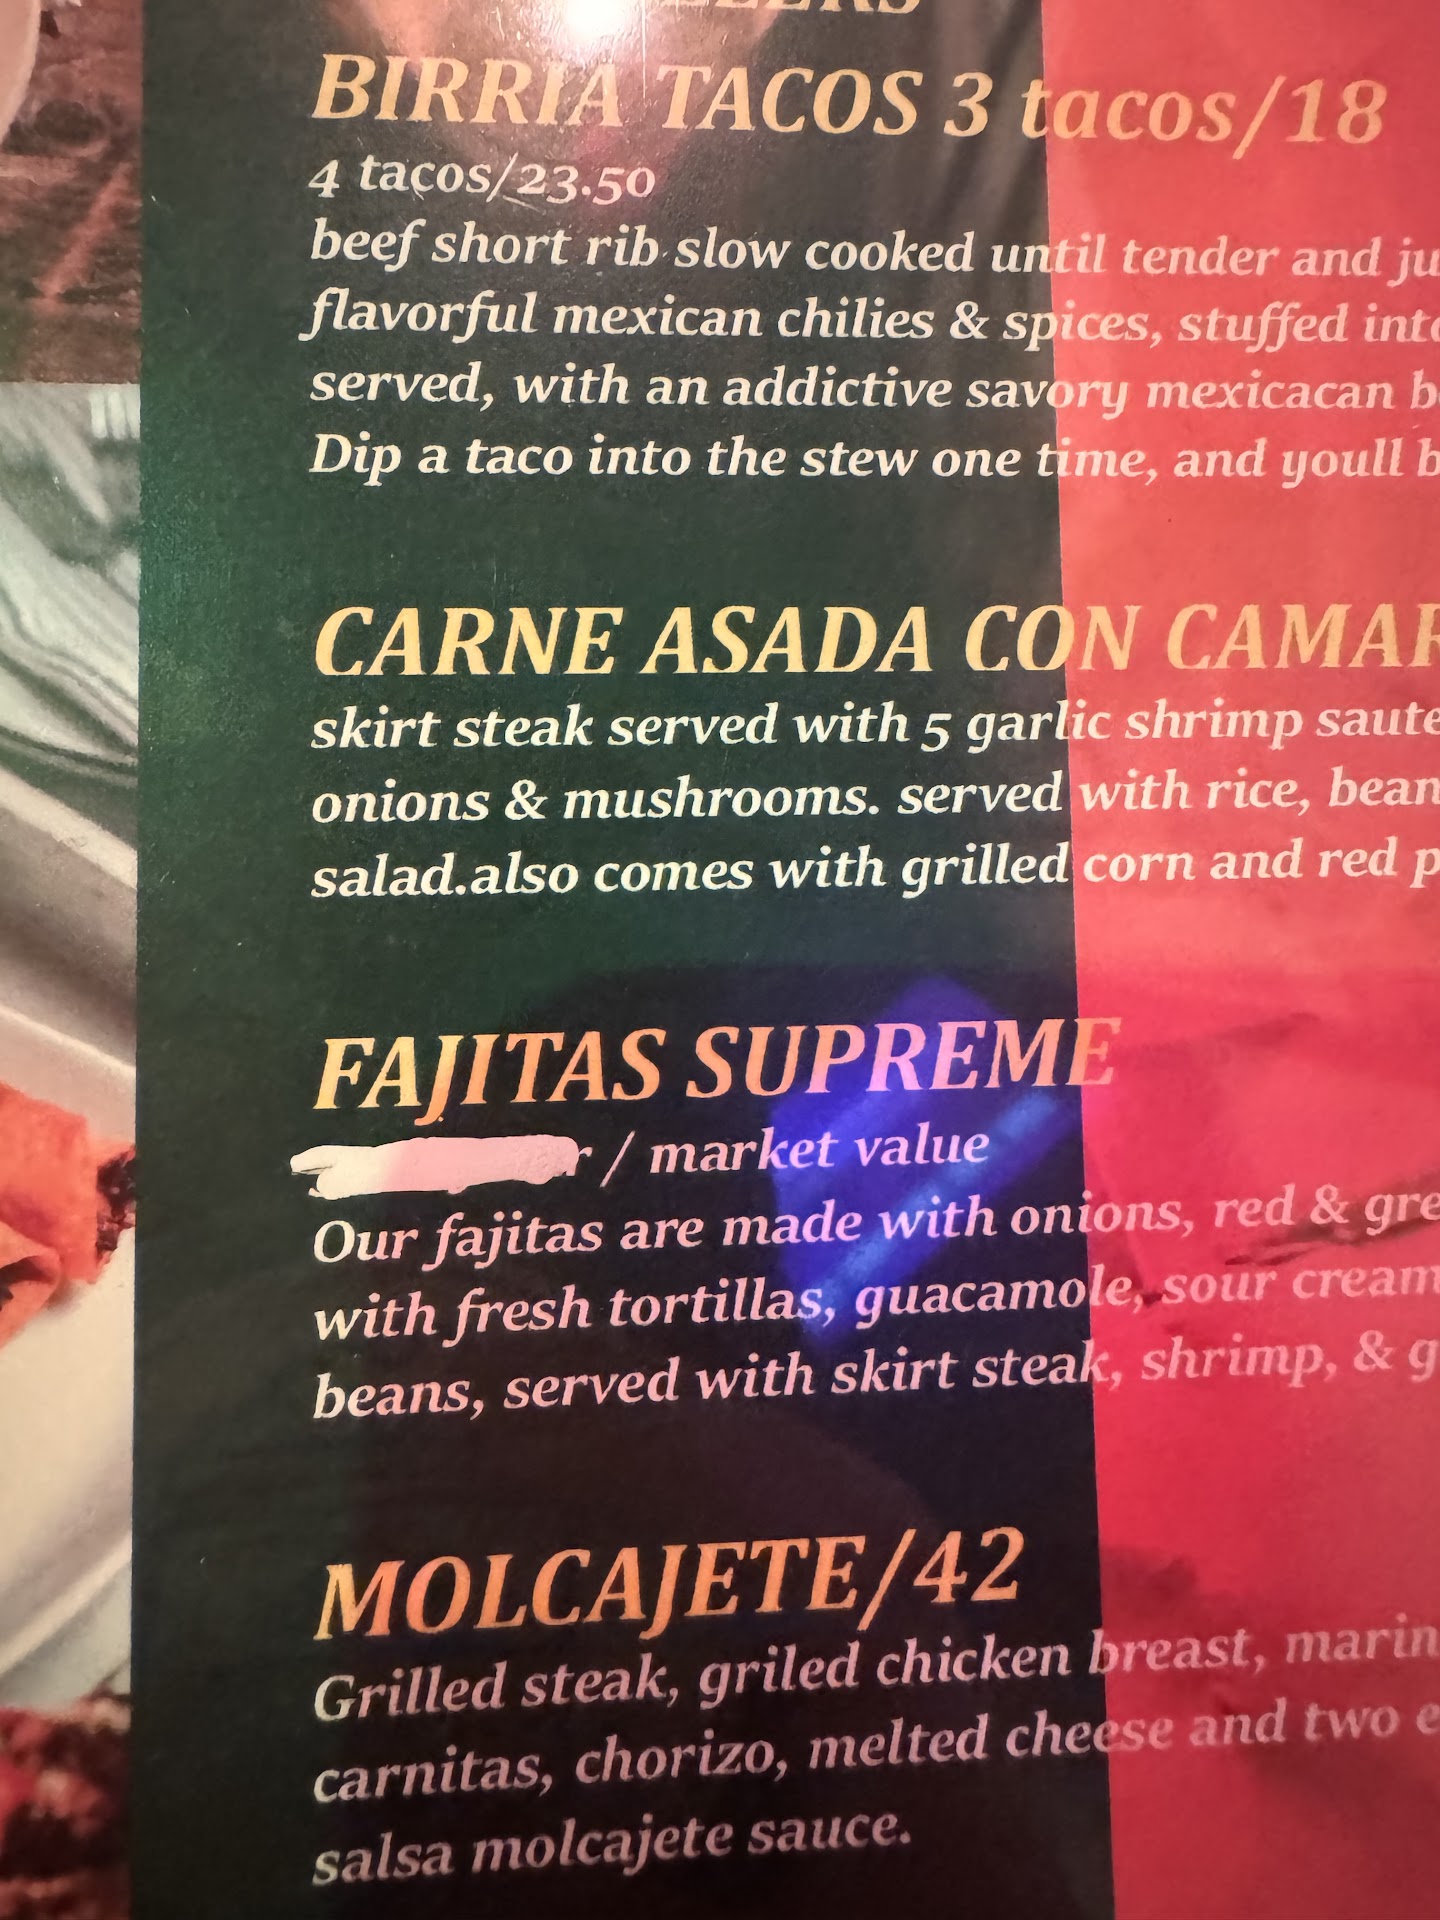 BIRRIA TACOS 3 tacos/18
4 tacos/23.50
beef short rib slow cooked until tender and
flavorful mexican chilies & spices, stuffed
served, with an addictive savory mexicacan
Dip a taco into the stew one time, and youll
CARNE ASADA CON
skirt steak served with 5 garlic shrimp
onions & mushrooms. served with rice,
salad.also comes with grilled corn and red
FAJITAS SUPREME
/ market value
Our fajitas are made with onions, red &
with fresh tortillas, guacamole, sour cream
beans, served with skirt steak, shrimp, &
MOLCAJETE/42
Grilled steak, griled chicken breast,
carnitas, chorizo, melted cheese and two
salsa molcajete sauce.